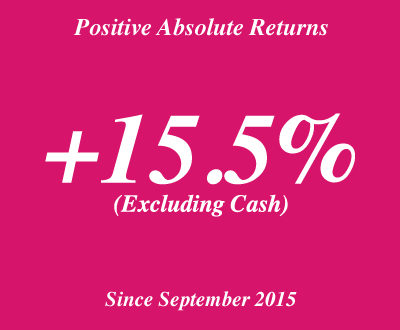 Positive Absolute Returns
+15.5%
(Excluding Cash)
Since September 2015